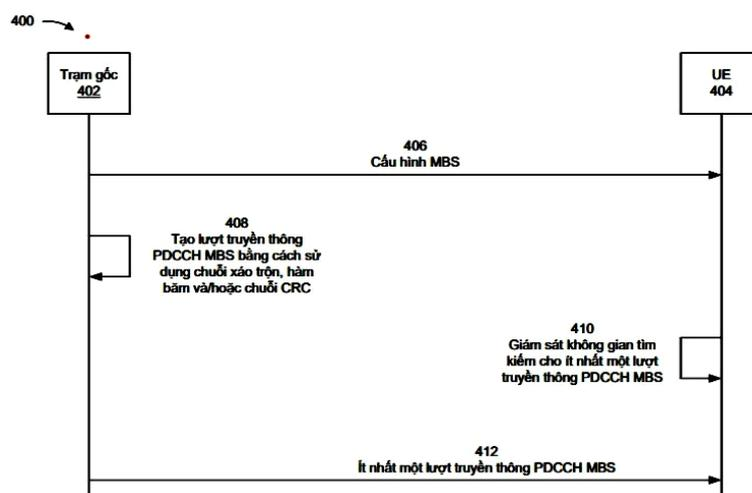 400
Trạm gốc
402
UE
404
406
Cấu hình MBS
408
Tạo lượt truyền thông
PDCCH MBS bằng cách sử
dụng chuỗi xáo trộn, hàm
băm và/hoặc chuỗi CRC
410
Giám sát không gian tìm
kiếm cho ít nhất một lượt
truyền thông PDCCH MBS
412
Ít nhất một lượt truyền thông PDCCH MBS